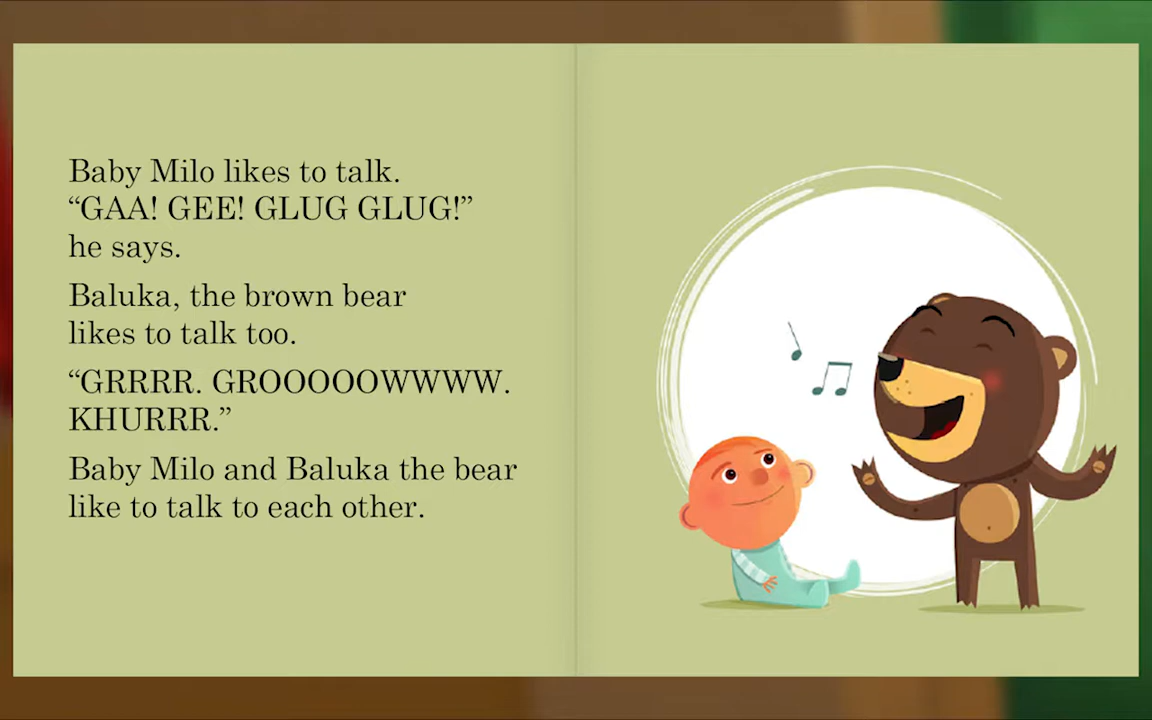 Baby Milo likes to talk.
“GAA! GEE! GLUG GLUG!”
he says.
Baluka, the brown bear
likes to talk too.
“GRRRR. GROOOOOWWWW.
KHURRR.”
Baby Milo and Baluka the bear
like to talk to each other.